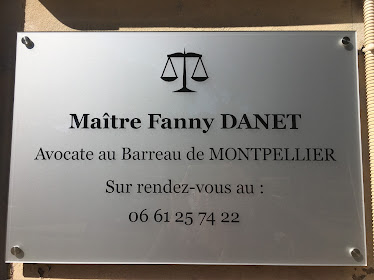 Maître Fanny DANET
Avocate au Barreau de MONTPELLIER
Sur rendez-vous au :
06 61 25 74 22